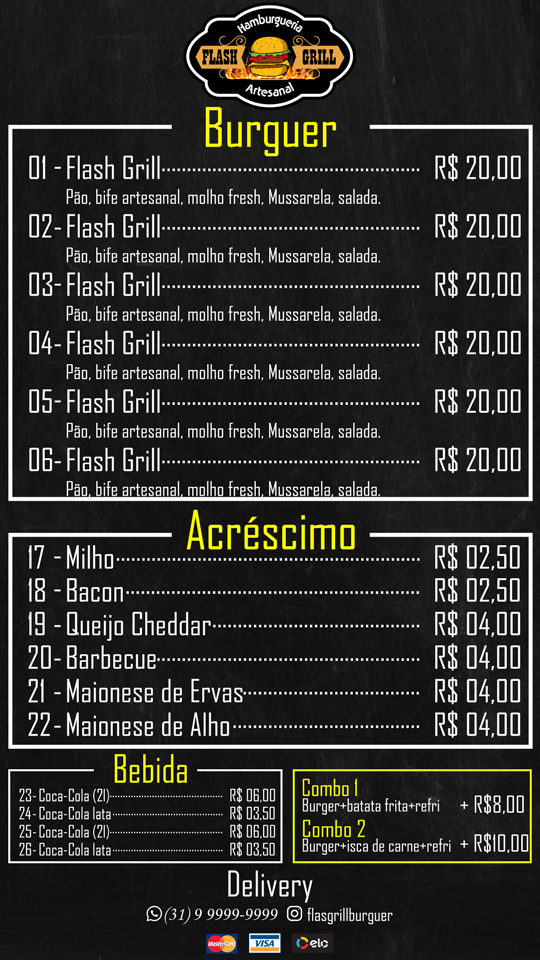 Hamburgueria
FLASH GRILL
Artesanal
Burguer
01 - Flash Grill R$ 20,00
Pão, bife artesanal, molho fresh, Mussarela, salada.
02- Flash Grill R$ 20,00
Pão, bife artesanal, molho fresh, Mussarela, salada.
03- Flash Grill R$ 20,00
Pão, bife artesanal, molho fresh, Mussarela, salada.
04- Flash Grill R$ 20,00
Pão, bife artesanal, molho fresh, Mussarela, salada.
05- Flash Grill R$ 20,00
Pão, bife artesanal, molho fresh, Mussarela, salada.
06- Flash Grill R$ 20,00
Pão, bife artesanal, molho fresh, Mussarela, salada.
Acréscimo
17 - Milho R$ 02,50
18 - Bacon R$ 02,50
19 - Queijo Cheddar R$ 04,00
20- Barbecue R$ 04,00
21 - Maionese de Ervas R$ 04,00
22- Maionese de Alho R$ 04,00
Bebida
23- Coca-Cola (2l) R$ 06,00
24- Coca-Cola lata R$ 03,50
25- Coca-Cola (2l) R$ 06,00
26- Coca-Cola lata R$ 03,50
Combo 1
Burger+batata frita+refri + R$8,00
Combo 2
Burger+isca de carne+refri + R$10,00
Delivery
(31) 9 9999-9999 flasgrillburguer
MasterCard VISA elo